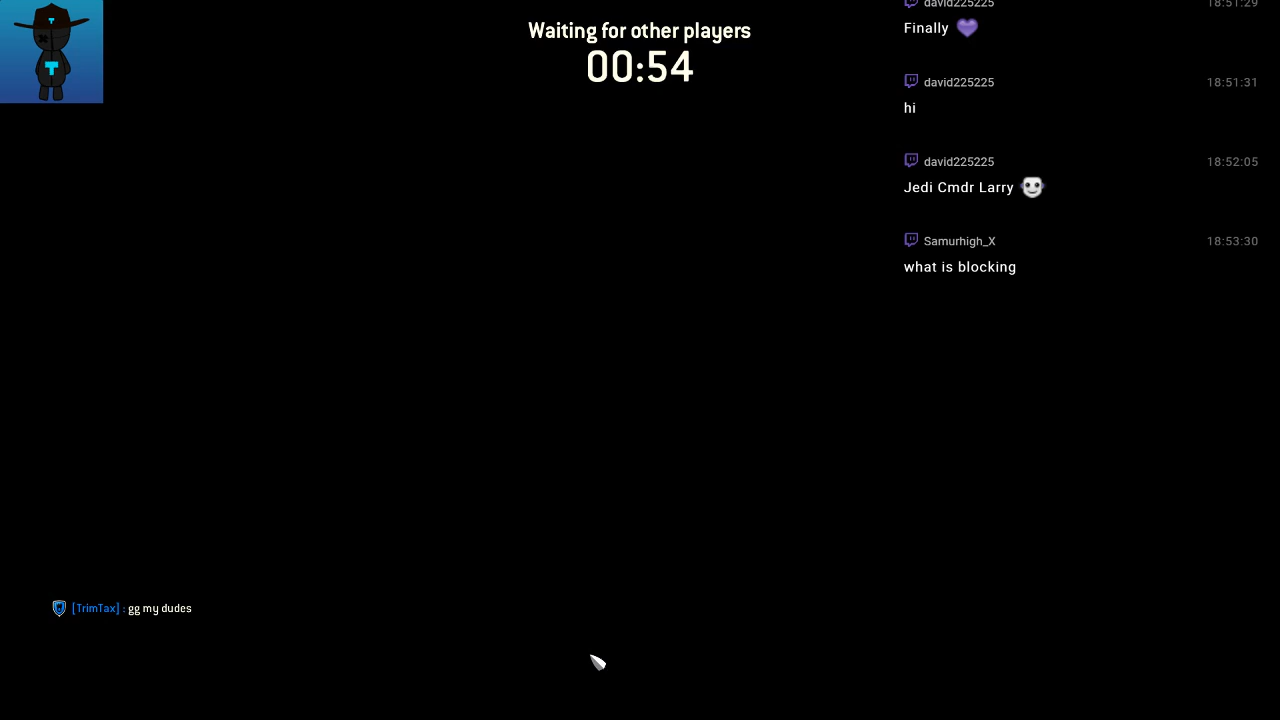 T
T
Waiting for other players
00:54
david225225 18:51:29
Finally
david225225 18:51:31
hi
david225225 18:52:05
Jedi Cmdr Larry
Samurhigh_X 18:53:30
what is blocking
[TrimTax] : gg my dudes